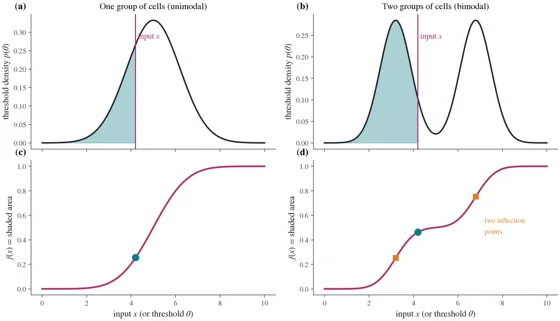 (a) One group of cells (unimodal)
threshold density p(θ)
0.30
0.25
0.20
0.15
0.10
0.05
0.00
input x
(b) Two groups of cells (bimodal)
threshold density p(θ)
0.25
0.20
0.15
0.10
0.05
0.00
input x
(c)
f(x) = shaded area
1.0
0.8
0.6
0.4
0.2
0.0
0 2 4 6 8 10
input x (or threshold θ)
(d)
f(x) = shaded area
1.0
0.8
0.6
0.4
0.2
0.0
two inflection
points
0 2 4 6 8 10
input x (or threshold θ)